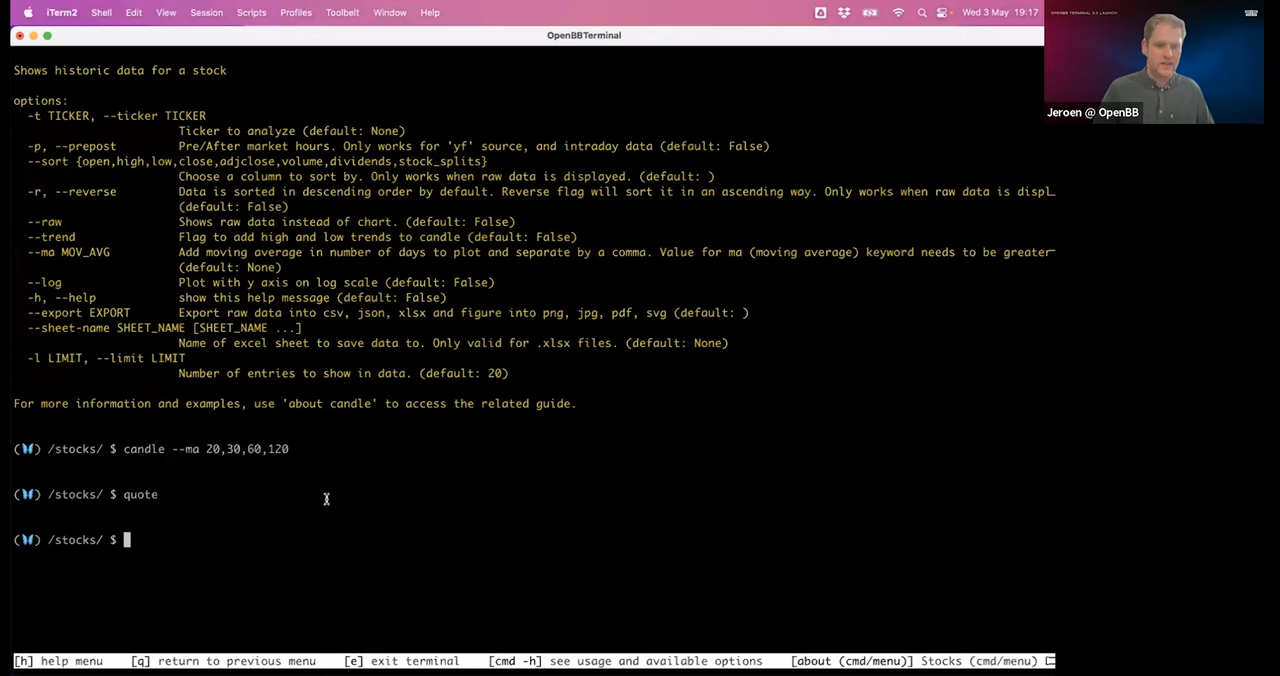 iTerm2 Shell Edit View Session Scripts Profiles Toolbelt Window Help Wed 3 May 19:17
OpenBBTerminal
OPENBB TERMINAL 3.0 LAUNCH
Jeroen @ OpenBB
Shows historic data for a stock
options:
-t TICKER, --ticker TICKER
Ticker to analyze (default: None)
-p, --prepost Pre/After market hours. Only works for 'yf' source, and intraday data (default: False)
--sort {open,high,low,close,adjclose,volume,dividends,stock_splits}
Choose a column to sort by. Only works when raw data is displayed. (default: )
-r, --reverse Data is sorted in descending order by default. Reverse flag will sort it in an ascending way. Only works when raw data is displ
(default: False)
--raw Shows raw data instead of chart. (default: False)
--trend Flag to add high and low trends to candle (default: False)
--ma MOV_AVG Add moving average in number of days to plot and separate by a comma. Value for ma (moving average) keyword needs to be greater
(default: None)
--log Plot with y axis on log scale (default: False)
-h, --help show this help message (default: False)
--export EXPORT Export raw data into csv, json, xlsx and figure into png, jpg, pdf, svg (default: )
--sheet-name SHEET_NAME [SHEET_NAME ...]
Name of excel sheet to save data to. Only valid for .xlsx files. (default: None)
-l LIMIT, --limit LIMIT
Number of entries to show in data. (default: 20)
For more information and examples, use 'about candle' to access the related guide.
(🦋) /stocks/ $ candle --ma 20,30,60,120
(🦋) /stocks/ $ quote
(🦋) /stocks/ $
[h] help menu [q] return to previous menu [e] exit terminal [cmd -h] see usage and available options [about (cmd/menu)] Stocks (cmd/menu)